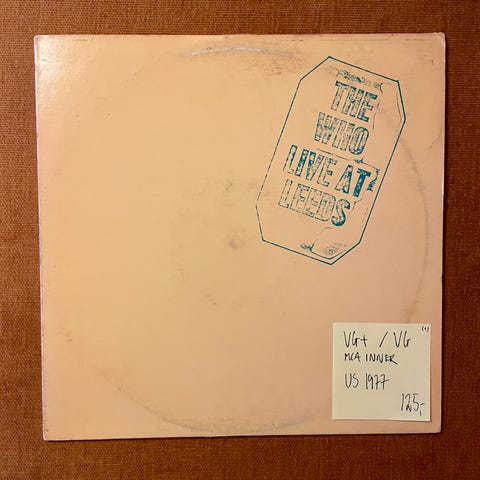 THE
WHO
LIVE AT
LEEDS
(+)
VG+ / VG
MCA INNER
US 1977
125,-